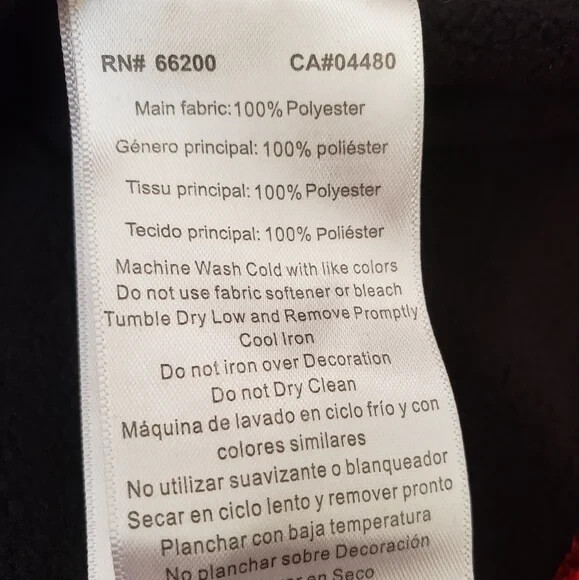 RN# 66200 CA#04480
Main fabric:100% Polyester
Género principal: 100% poliéster
Tissu principal: 100% Polyester
Tecido principal: 100% Poliéster
Machine Wash Cold with like colors
Do not use fabric softener or bleach
Tumble Dry Low and Remove Promptly
Cool Iron
Do not iron over Decoration
Do not Dry Clean
Máquina de lavado en ciclo frío y con
colores similares
No utilizar suavizante o blanqueador
Secar en ciclo lento y remover pronto
Planchar con baja temperatura
No planchar sobre Decoración
en Seco